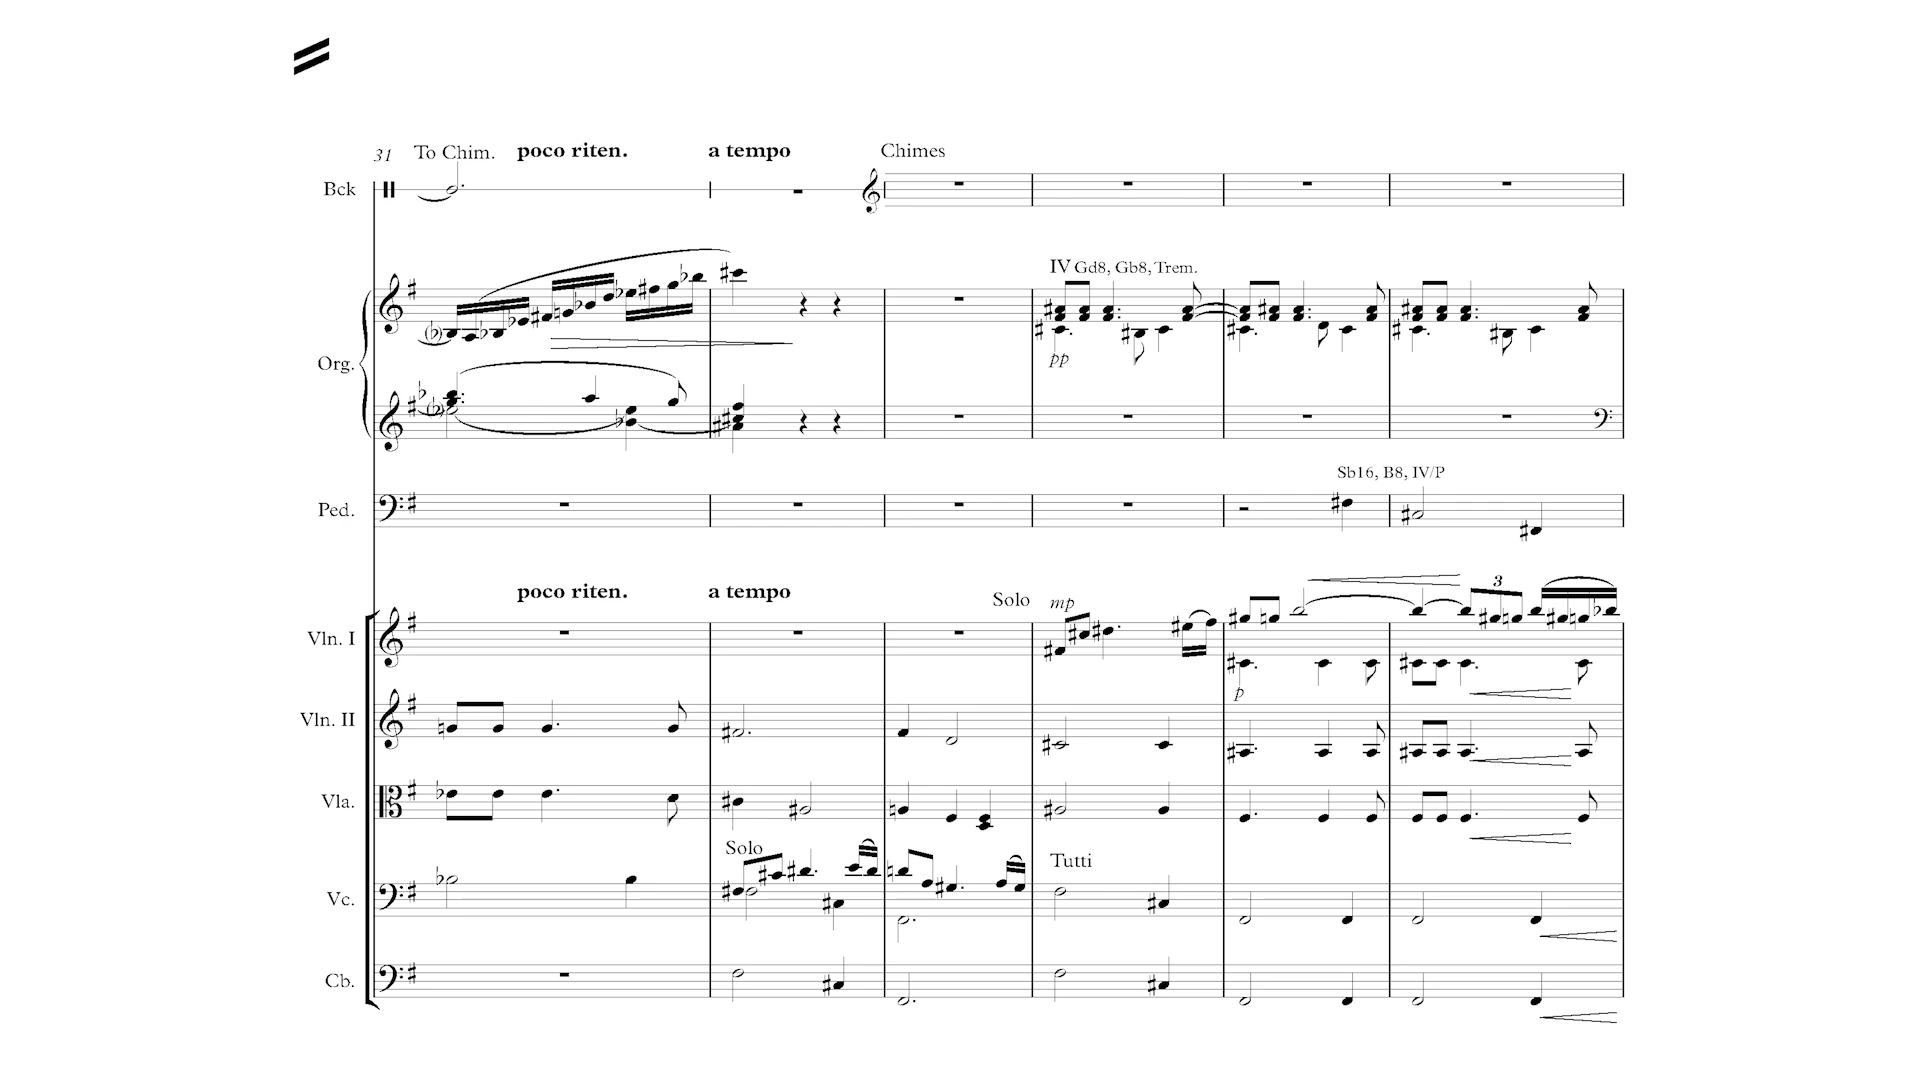 31 To Chim. poco riten. a tempo Chimes
Bck
IV Gd8, Gb8, Trem.
pp
Org.
Sb16, B8, IV/P
Ped.
poco riten. a tempo Solo mp 3
Vln. I
p
Vln. II
Vla.
Solo Tutti
Vc.
Cb.